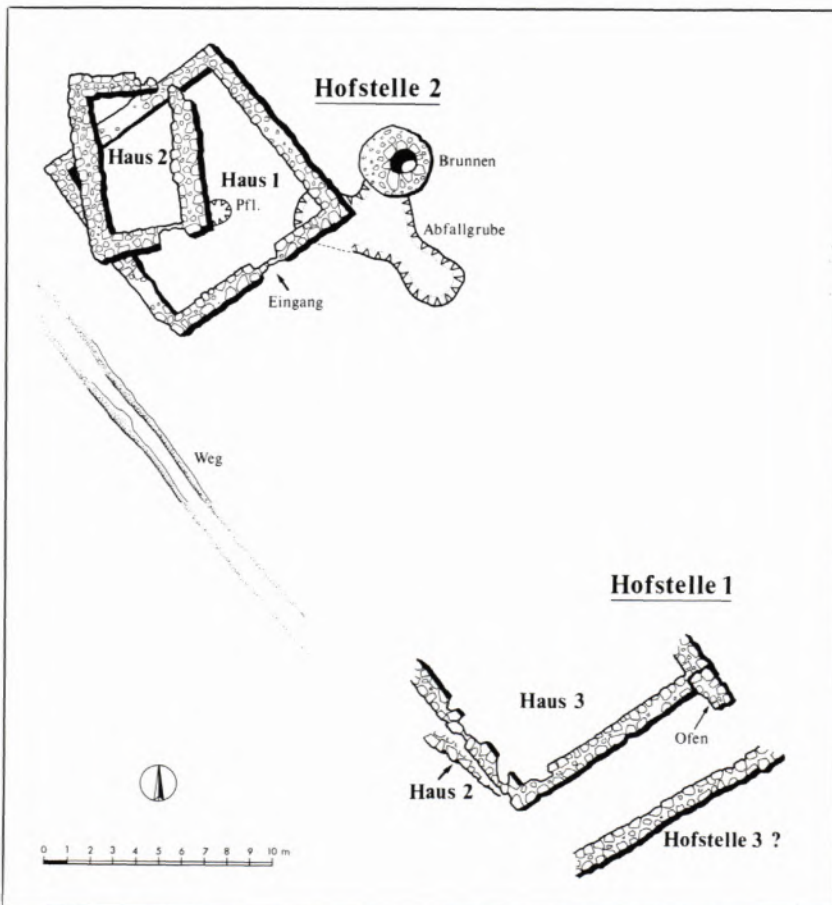 Hofstelle 2
Brunnen
Haus 2
Haus 1
Pfl.
Abfallgrube
Eingang
Weg
Hofstelle 1
Haus 3
Ofen
Haus 2
Hofstelle 3 ?
0 1 2 3 4 5 6 7 8 9 10 m